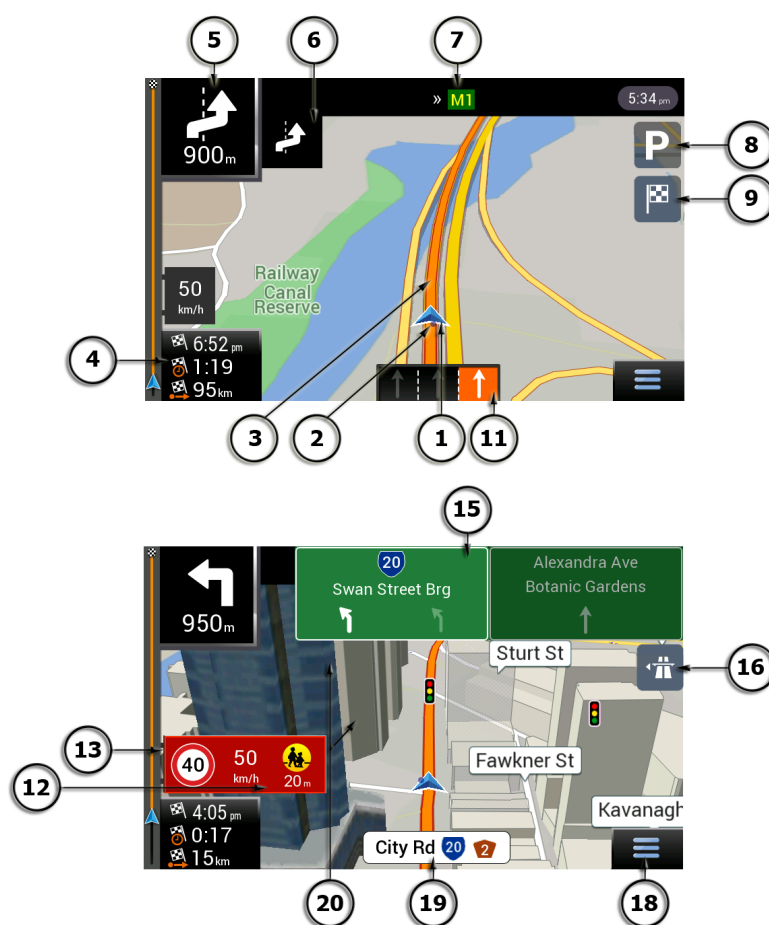 5
6
7
» M1
5:34 pm
900m
P
8
9
Railway
Canal
Reserve
50
km/h
4
6:52 pm
1:19
95km
3
2
1
11
15
20
Swan Street Brg
Alexandra Ave
Botanic Gardens
950m
Sturt St
16
13
40
50
km/h
20m
12
Fawkner St
4:05 pm
0:17
15km
Kavanagh
City Rd 20 2
20
19
18